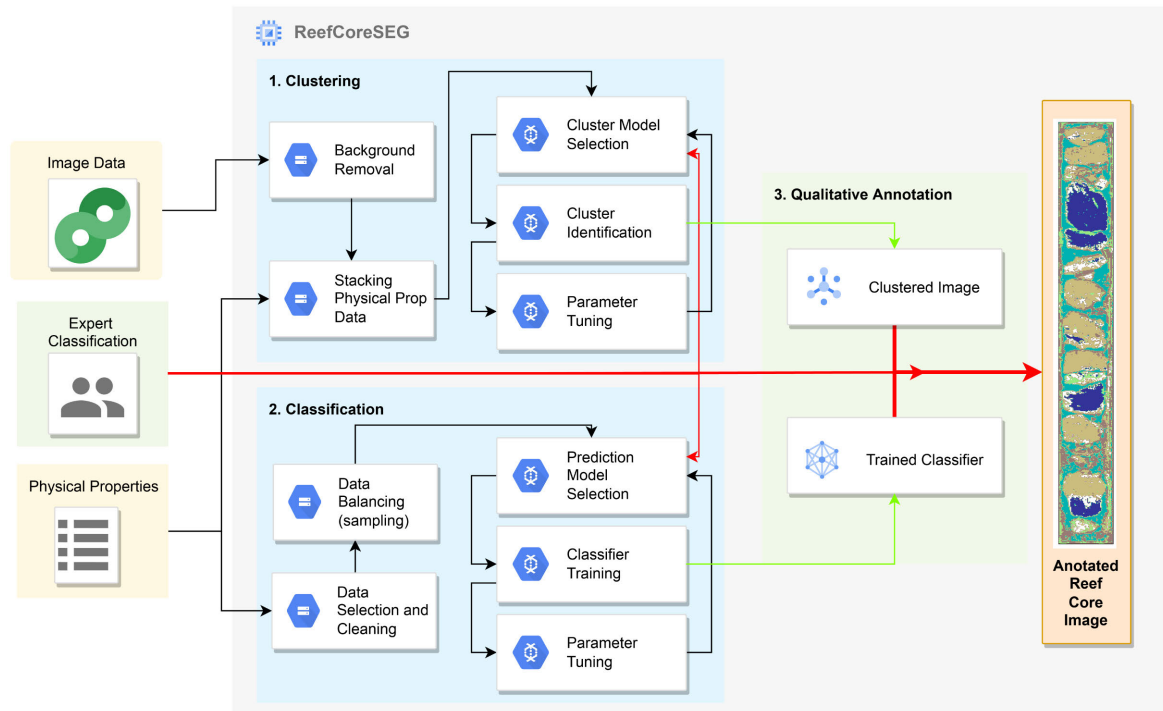 ReefCoreSEG
Image Data
Expert
Classification
Physical Properties
1. Clustering
Background
Removal
Stacking
Physical Prop
Data
Cluster Model
Selection
Cluster
Identification
Parameter
Tuning
2. Classification
Data
Balancing
(sampling)
Data
Selection and
Cleaning
Prediction
Model
Selection
Classifier
Training
Parameter
Tuning
3. Qualitative Annotation
Clustered Image
Trained Classifier
Anotated
Reef
Core
Image